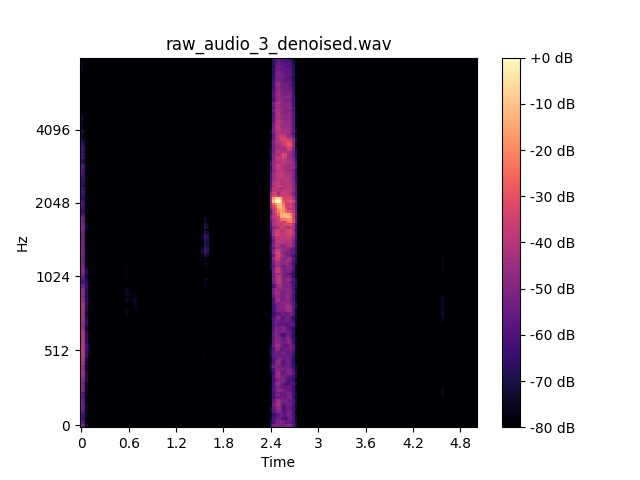 raw_audio_3_denoised.wav
+0 dB
-10 dB
-20 dB
-30 dB
-40 dB
-50 dB
-60 dB
-70 dB
-80 dB
4096
2048
1024
512
0
Hz
0 0.6 1.2 1.8 2.4 3 3.6 4.2 4.8
Time